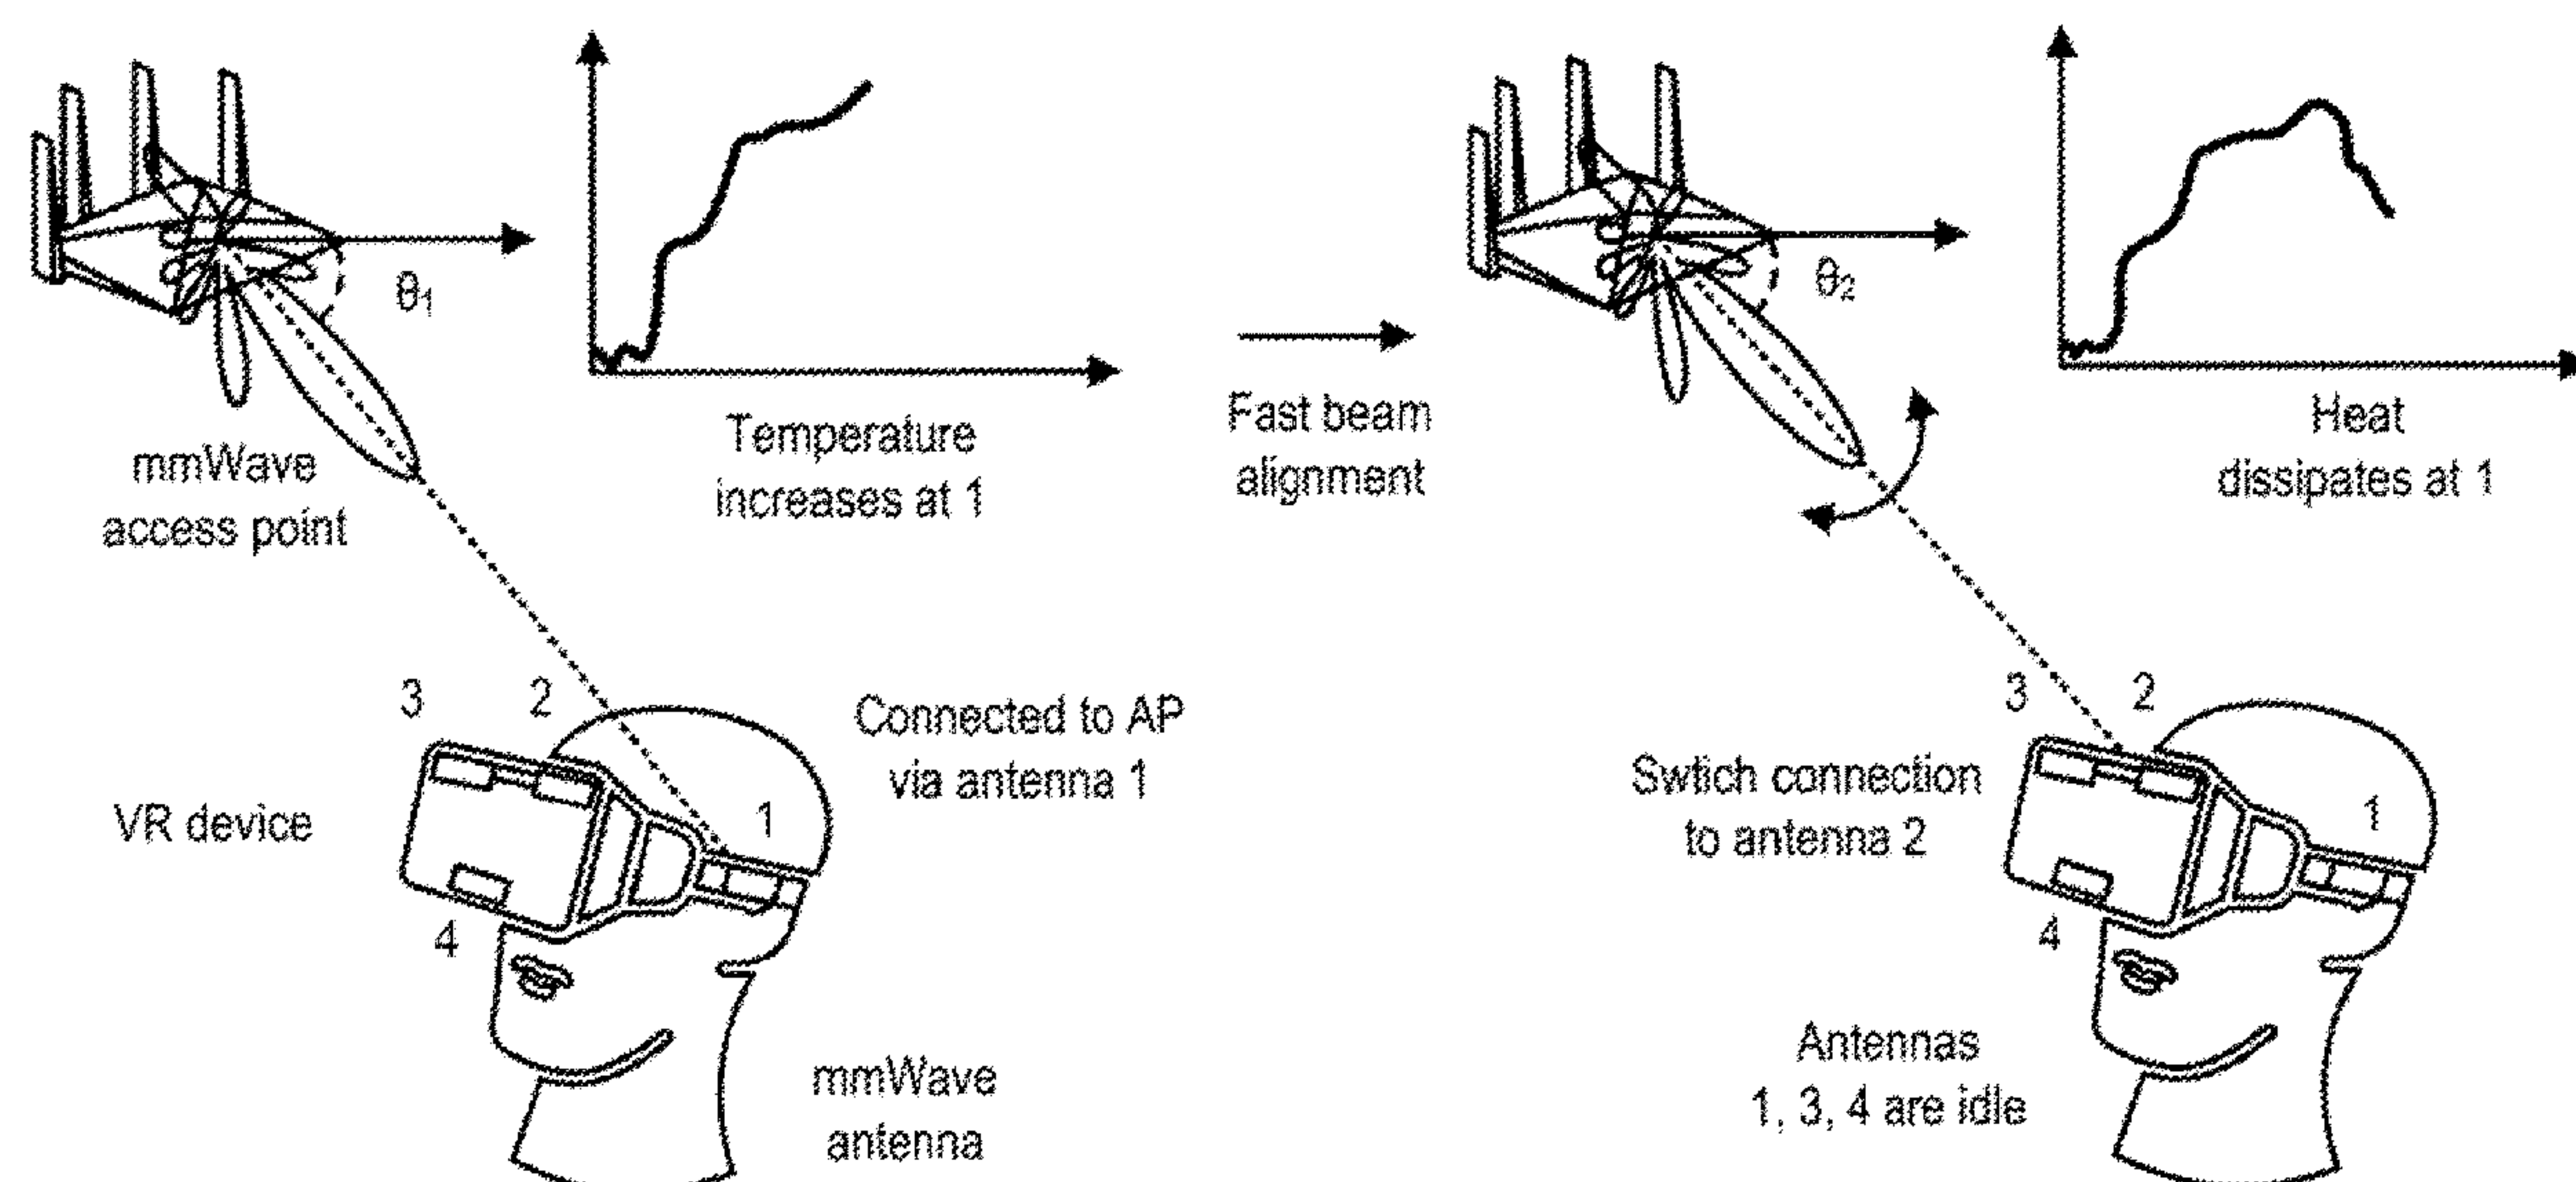 θ₁
mmWave
access point
Temperature
increases at 1
3
2
Connected to AP
via antenna 1
1
VR device
4
mmWave
antenna
Fast beam
alignment
θ₂
Heat
dissipates at 1
3
2
Swtich connection
to antenna 2
1
4
Antennas
1, 3, 4 are idle